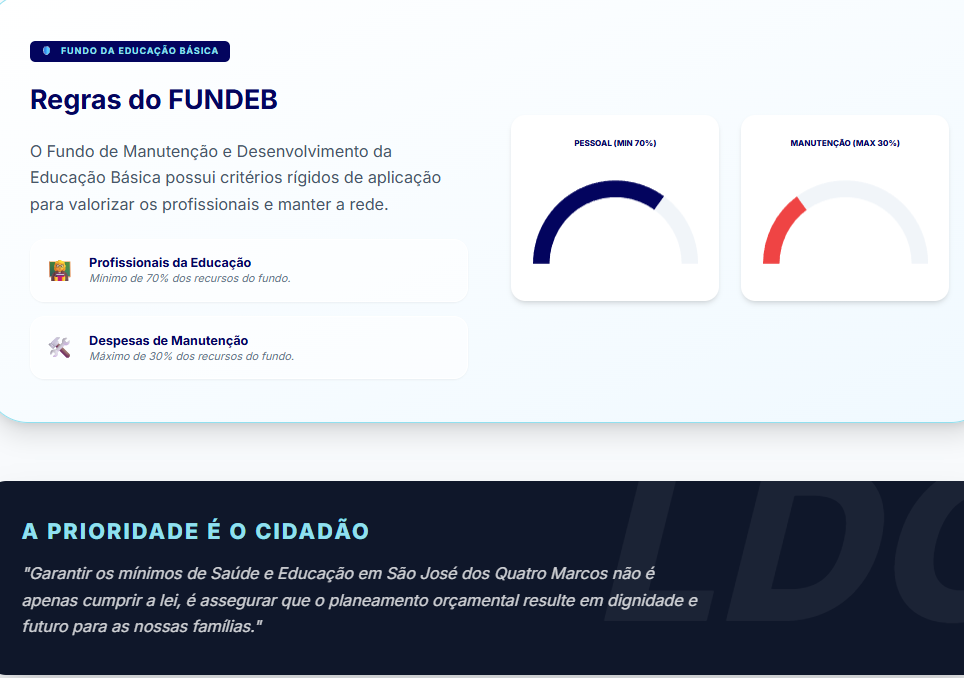 FUNDO DA EDUCAÇÃO BÁSICA
Regras do FUNDEB
O Fundo de Manutenção e Desenvolvimento da
Educação Básica possui critérios rígidos de aplicação
para valorizar os profissionais e manter a rede.
Profissionais da Educação
Mínimo de 70% dos recursos do fundo.
Despesas de Manutenção
Máximo de 30% dos recursos do fundo.
PESSOAL (MIN 70%)
MANUTENÇÃO (MAX 30%)
LDO
A PRIORIDADE É O CIDADÃO
"Garantir os mínimos de Saúde e Educação em São José dos Quatro Marcos não é
apenas cumprir a lei, é assegurar que o planeamento orçamental resulte em dignidade e
futuro para as nossas famílias."